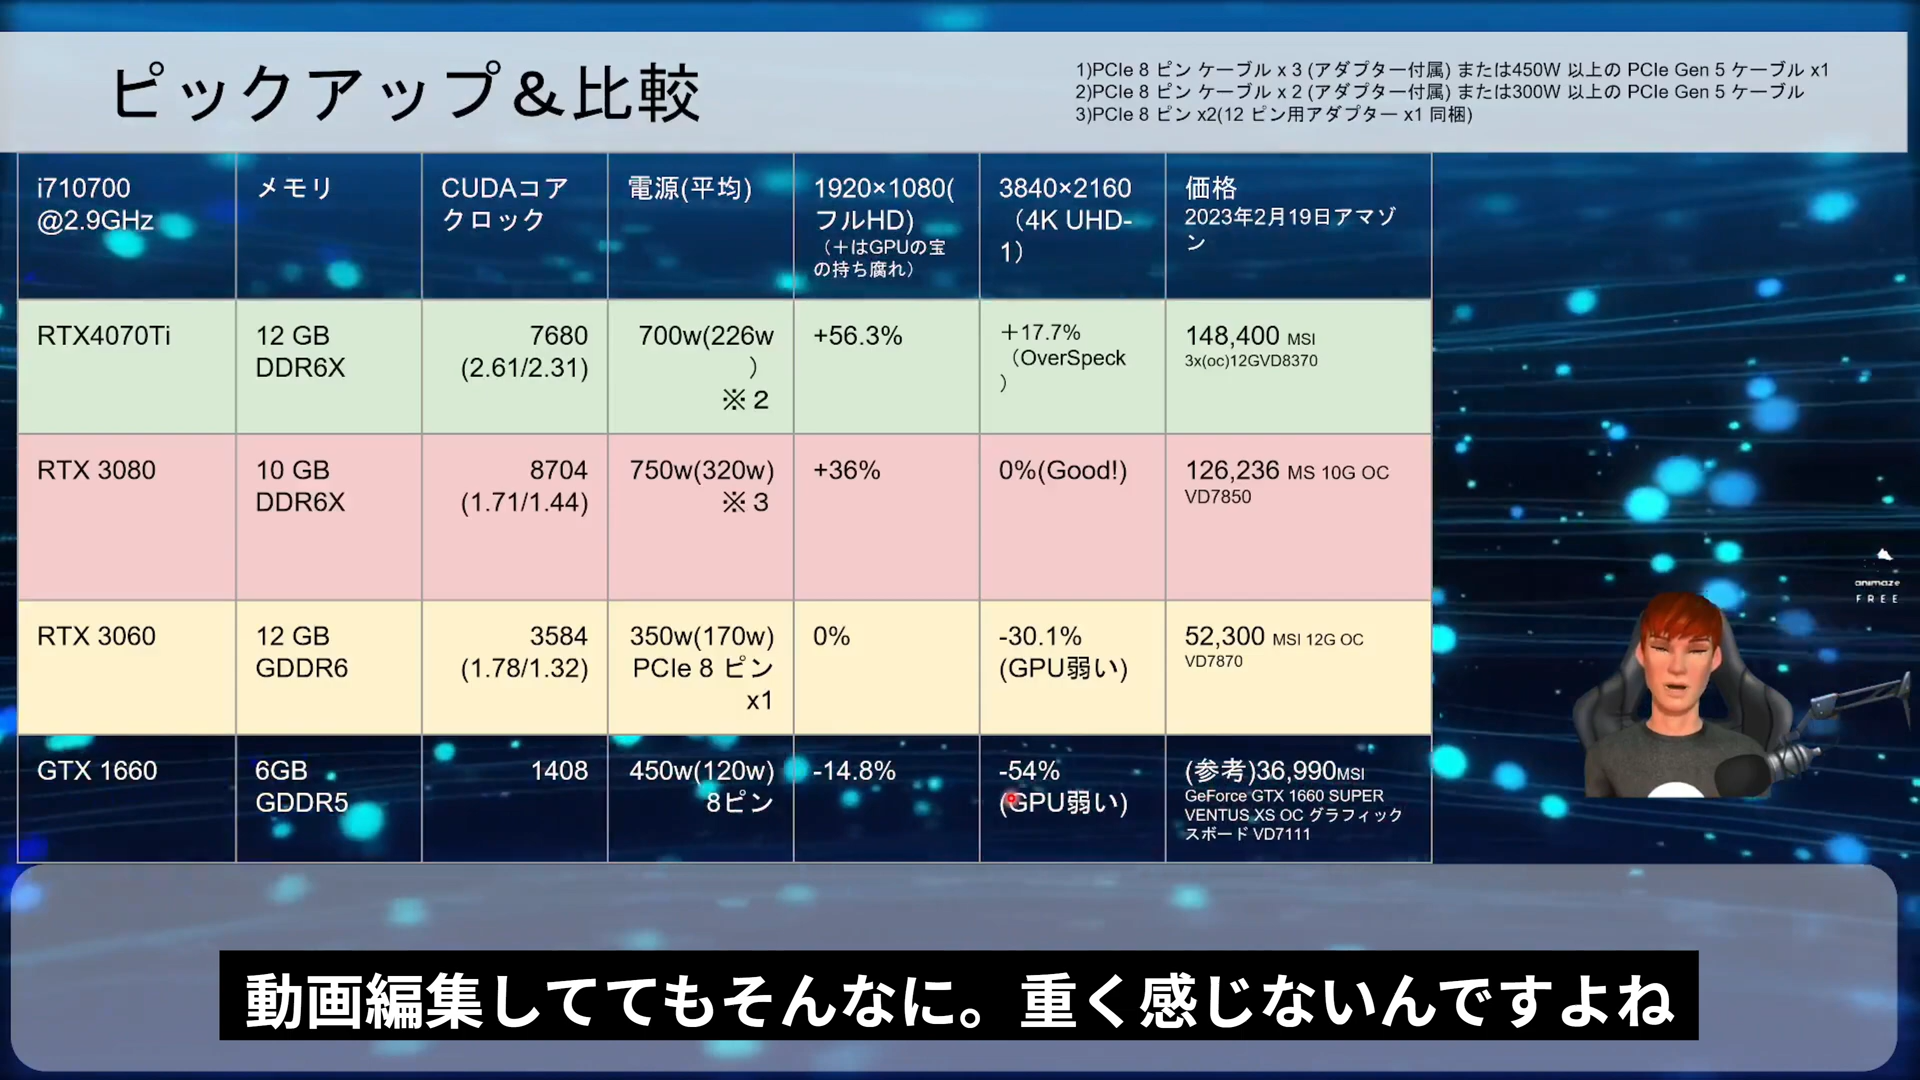 ピックアップ＆比較
1)PCIe 8 ピン ケーブル x 3 (アダプター付属) または450W 以上の PCIe Gen 5 ケーブル x1
2)PCIe 8 ピン ケーブル x 2 (アダプター付属) または300W 以上の PCIe Gen 5 ケーブル
3)PCIe 8 ピン x2(12 ピン用アダプター x1 同梱)
i710700
@2.9GHz
メモリ
CUDAコア
クロック
電源(平均)
1920×1080(
フルHD)
（＋はGPUの宝
の持ち腐れ）
3840×2160
（4K UHD-
1）
価格
2023年2月19日アマゾ
ン
RTX4070Ti
12 GB
DDR6X
7680
(2.61/2.31)
700w(226w
)
※２
+56.3%
＋17.7%
（OverSpeck
）
148,400 MSI
3x(oc)12GVD8370
RTX 3080
10 GB
DDR6X
8704
(1.71/1.44)
750w(320w)
※３
+36%
0%(Good!)
126,236 MS 10G OC
VD7850
RTX 3060
12 GB
GDDR6
3584
(1.78/1.32)
350w(170w)
PCIe 8 ピン
x1
0%
-30.1%
(GPU弱い)
52,300 MSI 12G OC
VD7870
GTX 1660
6GB
GDDR5
1408
450w(120w)
8ピン
-14.8%
-54%
(GPU弱い)
(参考)36,990MSI
GeForce GTX 1660 SUPER
VENTUS XS OC グラフィック
スボード VD7111
animaze
FREE
動画編集しててもそんなに。重く感じないんですよね